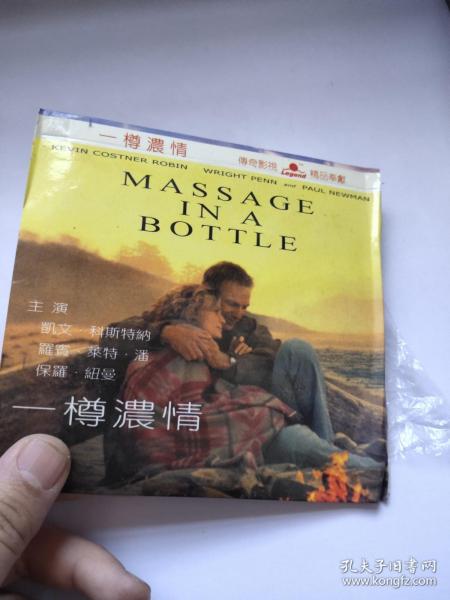 一樽濃情
傳奇影視 Legend 精品奉獻
KEVIN COSTNER ROBIN WRIGHT PENN and PAUL NEWMAN
MASSAGE
IN A
BOTTLE
主演
凱文·科斯特納
羅賓·萊特·潘
保羅·紐曼
一樽濃情
孔夫子旧书网
www.kongfz.com